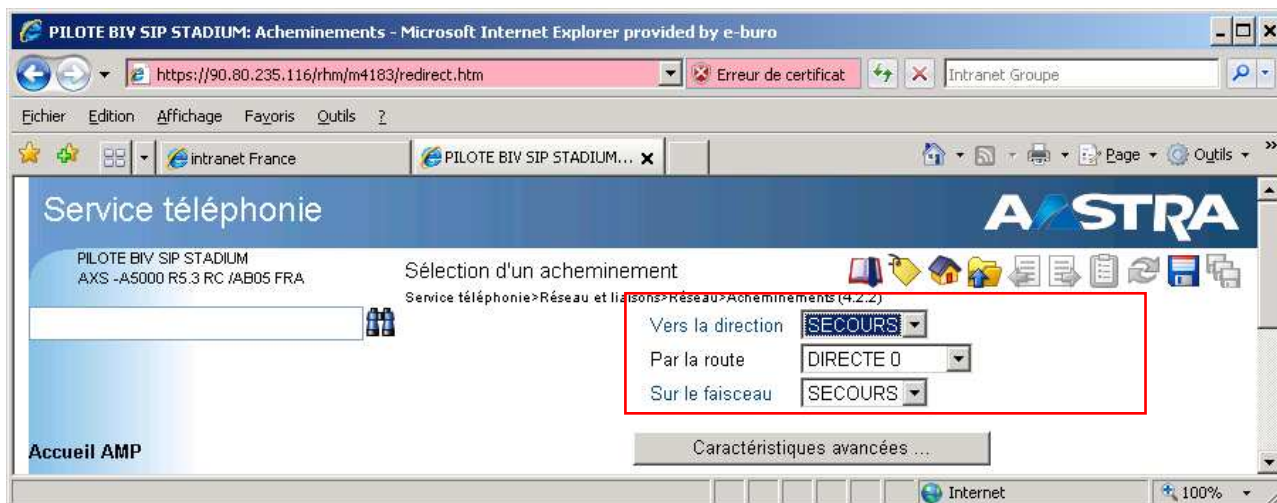 PILOTE BIV SIP STADIUM: Acheminements - Microsoft Internet Explorer provided by e-buro
https://90.80.235.116/rhm/m4183/redirect.htm
Erreur de certificat
Intranet Groupe
Fichier Edition Affichage Favoris Outils ?
intranet France
PILOTE BIV SIP STADIUM...
Page
Outils
Service téléphonie
AASTRA
PILOTE BIV SIP STADIUM
AXS -A5000 R5.3 RC /AB05 FRA
Sélection d'un acheminement
Service téléphonie>Réseau et liaisons>Réseau>Acheminements (4.2.2)
Vers la direction SECOURS
Par la route DIRECTE 0
Sur le faisceau SECOURS
Caractéristiques avancées ...
Accueil AMP
Internet
100%